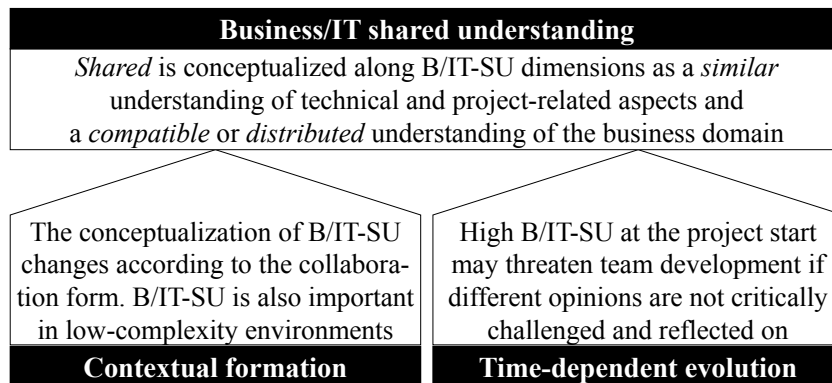 Business/IT shared understanding
Shared is conceptualized along B/IT-SU dimensions as a similar
understanding of technical and project-related aspects and
a compatible or distributed understanding of the business domain
The conceptualization of B/IT-SU
changes according to the collabora-
tion form. B/IT-SU is also important
in low-complexity environments
Contextual formation
High B/IT-SU at the project start
may threaten team development if
different opinions are not critically
challenged and reflected on
Time-dependent evolution